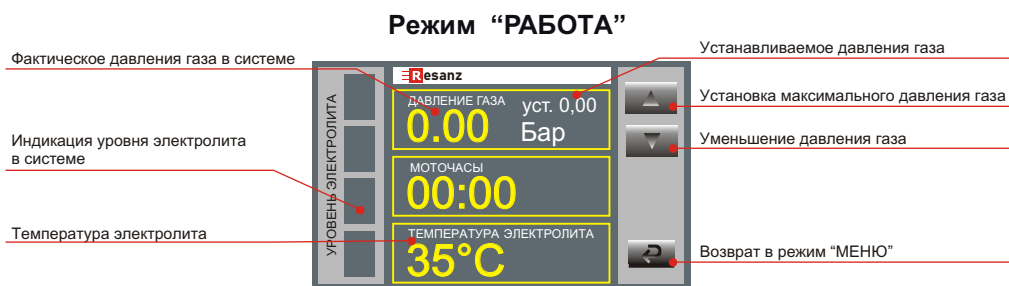 Режим “РАБОТА”
Фактическое давления газа в системе
Индикация уровня электролита
в системе
Температура электролита
УРОВЕНЬ ЭЛЕКТРОЛИТА
Resanz
ДАВЛЕНИЕ ГАЗА
уст. 0,00
0.00
Бар
МОТОЧАСЫ
00:00
ТЕМПЕРАТУРА ЭЛЕКТРОЛИТА
35°C
Устанавливаемое давления газа
Установка максимального давления газа
Уменьшение давления газа
Возврат в режим “МЕНЮ”